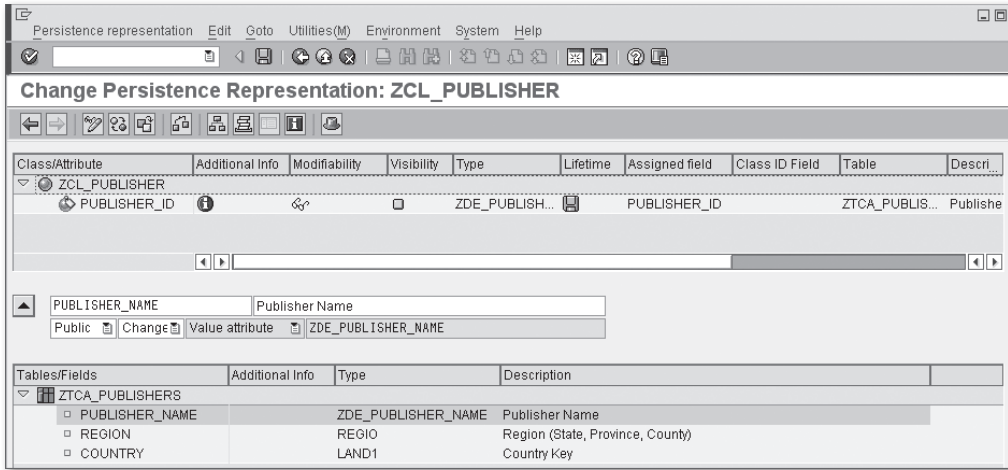 Persistence representation Edit Goto Utilities(M) Environment System Help
Change Persistence Representation: ZCL_PUBLISHER
Class/Attribute Additional Info Modifiability Visibility Type Lifetime Assigned field Class ID Field Table Descri...
ZCL_PUBLISHER
PUBLISHER_ID ZDE_PUBLISH... PUBLISHER_ID ZTCA_PUBLIS... Publishe
PUBLISHER_NAME Publisher Name
Public Change Value attribute ZDE_PUBLISHER_NAME
Tables/Fields Additional Info Type Description
ZTCA_PUBLISHERS
PUBLISHER_NAME ZDE_PUBLISHER_NAME Publisher Name
REGION REGIO Region (State, Province, County)
COUNTRY LAND1 Country Key